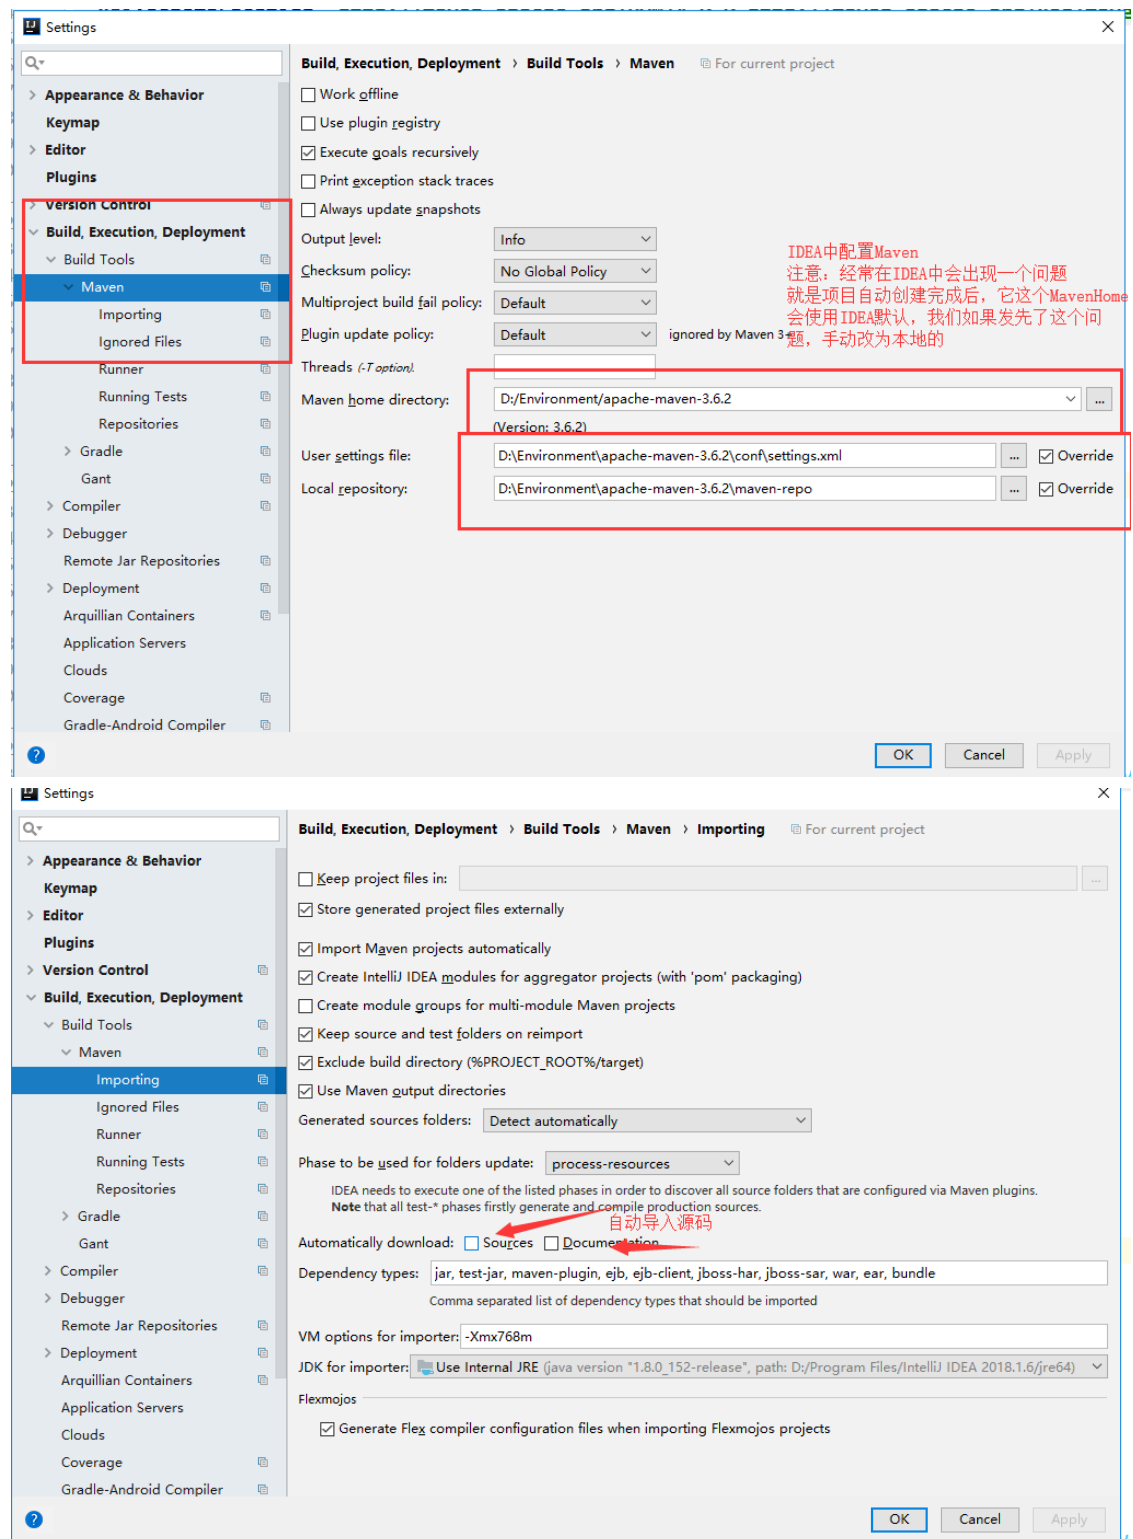 Settings
Build, Execution, Deployment › Build Tools › Maven For current project
Appearance & Behavior
Keymap
Editor
Plugins
Version Control
Build, Execution, Deployment
Build Tools
Maven
Importing
Ignored Files
Runner
Running Tests
Repositories
Gradle
Gant
Compiler
Debugger
Remote Jar Repositories
Deployment
Arquillian Containers
Application Servers
Clouds
Coverage
Gradle-Android Compiler
Work offline
Use plugin registry
Execute goals recursively
Print exception stack traces
Always update snapshots
Output level: Info
Checksum policy: No Global Policy
Multiproject build fail policy: Default
Plugin update policy: Default ignored by Maven 3+
Threads (-T option):
IDEA中配置Maven
注意：经常在IDEA中会出现一个问题
就是项目自动创建完成后，它这个MavenHome
会使用IDEA默认，我们如果发先了这个问
题，手动改为本地的
Maven home directory: D:/Environment/apache-maven-3.6.2 ...
(Version: 3.6.2)
User settings file: D:\Environment\apache-maven-3.6.2\conf\settings.xml ... Override
Local repository: D:\Environment\apache-maven-3.6.2\maven-repo ... Override
? OK Cancel Apply
Settings
Build, Execution, Deployment › Build Tools › Maven › Importing For current project
Appearance & Behavior
Keymap
Editor
Plugins
Version Control
Build, Execution, Deployment
Build Tools
Maven
Importing
Ignored Files
Runner
Running Tests
Repositories
Gradle
Gant
Compiler
Debugger
Remote Jar Repositories
Deployment
Arquillian Containers
Application Servers
Clouds
Coverage
Gradle-Android Compiler
Keep project files in: ...
Store generated project files externally
Import Maven projects automatically
Create IntelliJ IDEA modules for aggregator projects (with 'pom' packaging)
Create module groups for multi-module Maven projects
Keep source and test folders on reimport
Exclude build directory (%PROJECT_ROOT%/target)
Use Maven output directories
Generated sources folders: Detect automatically
Phase to be used for folders update: process-resources
IDEA needs to execute one of the listed phases in order to discover all source folders that are configured via Maven plugins.
Note that all test-* phases firstly generate and compile production sources.
自动导入源码
Automatically download: Sources Documentation
Dependency types: jar, test-jar, maven-plugin, ejb, ejb-client, jboss-har, jboss-sar, war, ear, bundle
Comma separated list of dependency types that should be imported
VM options for importer: -Xmx768m
JDK for importer: Use Internal JRE (java version "1.8.0_152-release", path: D:/Program Files/IntelliJ IDEA 2018.1.6/jre64)
Flexmojos
Generate Flex compiler configuration files when importing Flexmojos projects
? OK Cancel Apply